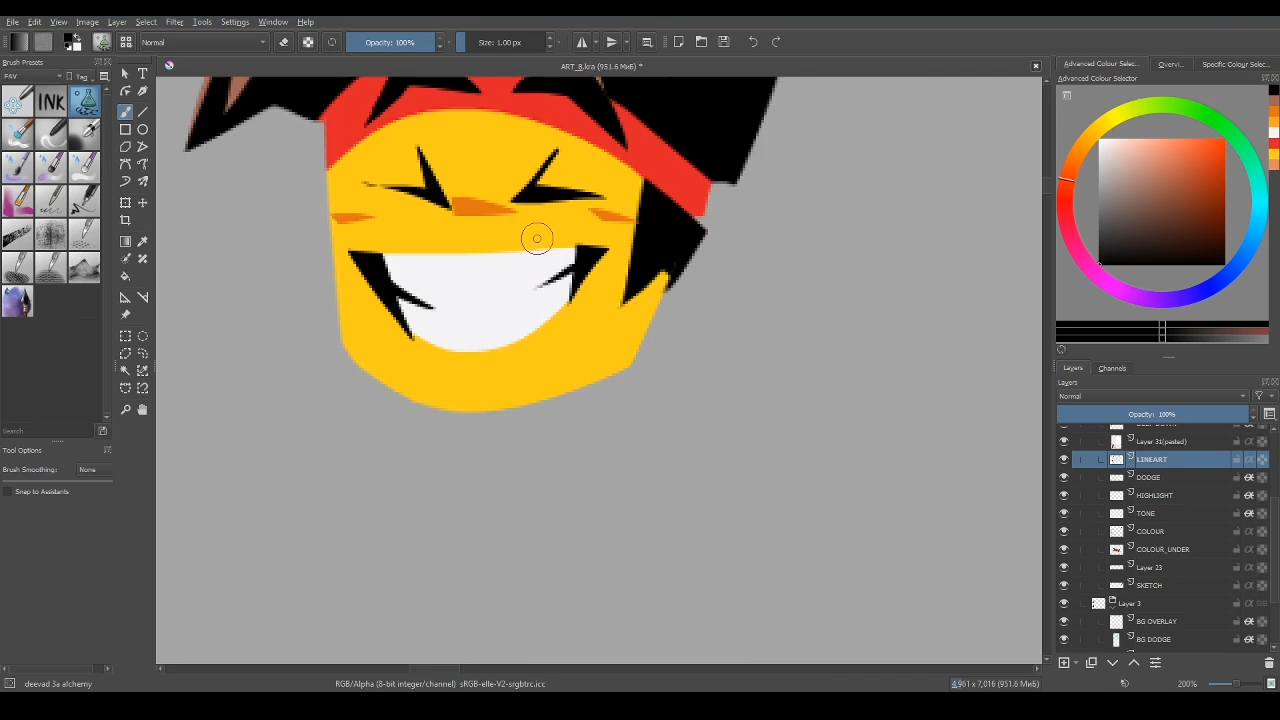 File Edit View Image Layer Select Filter Tools Settings Window Help
Normal Opacity: 100% Size: 1.00 px
Brush Presets
ART_8.kra (951.6 МиБ) *
Advanced Colour Selec... Overvi... Specific Colour Selec...
FAV Tag
Advanced Colour Selector
INK
Layers Channels
Layers
Normal
Opacity: 100%
Layer 31(pasted)
LINEART
DODGE
HIGHLIGHT
TONE
COLOUR
COLOUR_UNDER
Layer 23
SKETCH
Layer 3
BG OVERLAY
BG DODGE
Search
Tool Options
Brush Smoothing: None
Snap to Assistants
deevad 3a alchemy
RGB/Alpha (8-bit integer/channel) sRGB-elle-V2-srgbtrc.icc
4,961 x 7,016 (951.6 МиБ)
200%